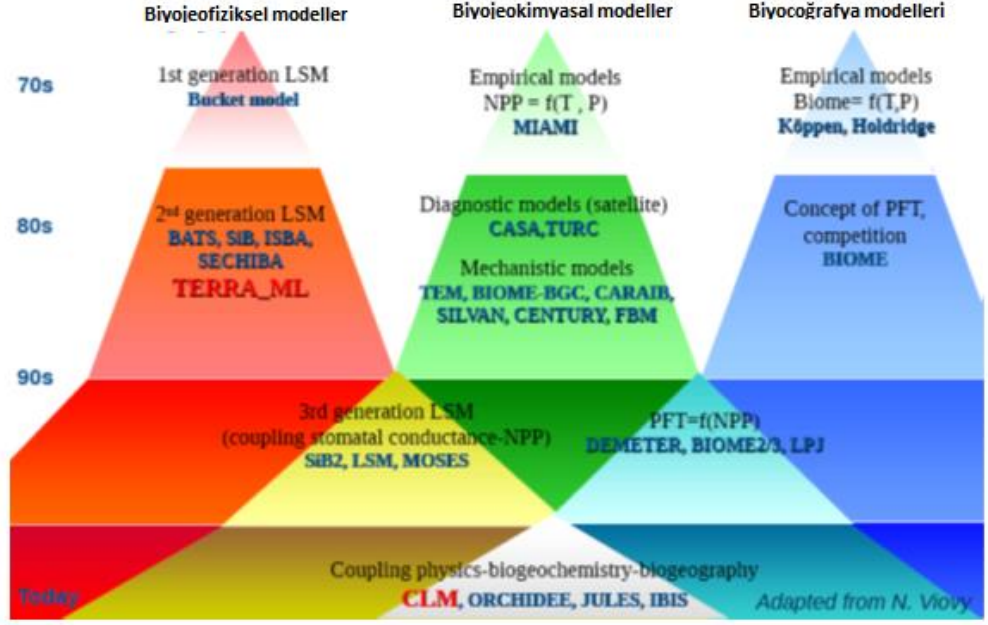 Biyojeofiziksel modeller
Biyojeokimyasal modeller
Biyocoğrafya modelleri
70s
1st generation LSM
Bucket model
Empirical models
NPP = f(T , P)
MIAMI
Empirical models
Biome= f(T,P)
Köppen, Holdridge
80s
2nd generation LSM
BATS, SiB, ISBA,
SECHIBA
TERRA_ML
Diagnostic models (satellite)
CASA,TURC
Mechanistic models
TEM, BIOME-BGC, CARAIB,
SILVAN, CENTURY, FBM
Concept of PFT,
competition
BIOME
90s
3rd generation LSM
(coupling stomatal conductance-NPP)
SiB2, LSM, MOSES
PFT=f(NPP)
DEMETER, BIOME2/3, LPJ
Today
Coupling physics-biogeochemistry-biogeography
CLM, ORCHIDEE, JULES, IBIS
Adapted from N. Viovy